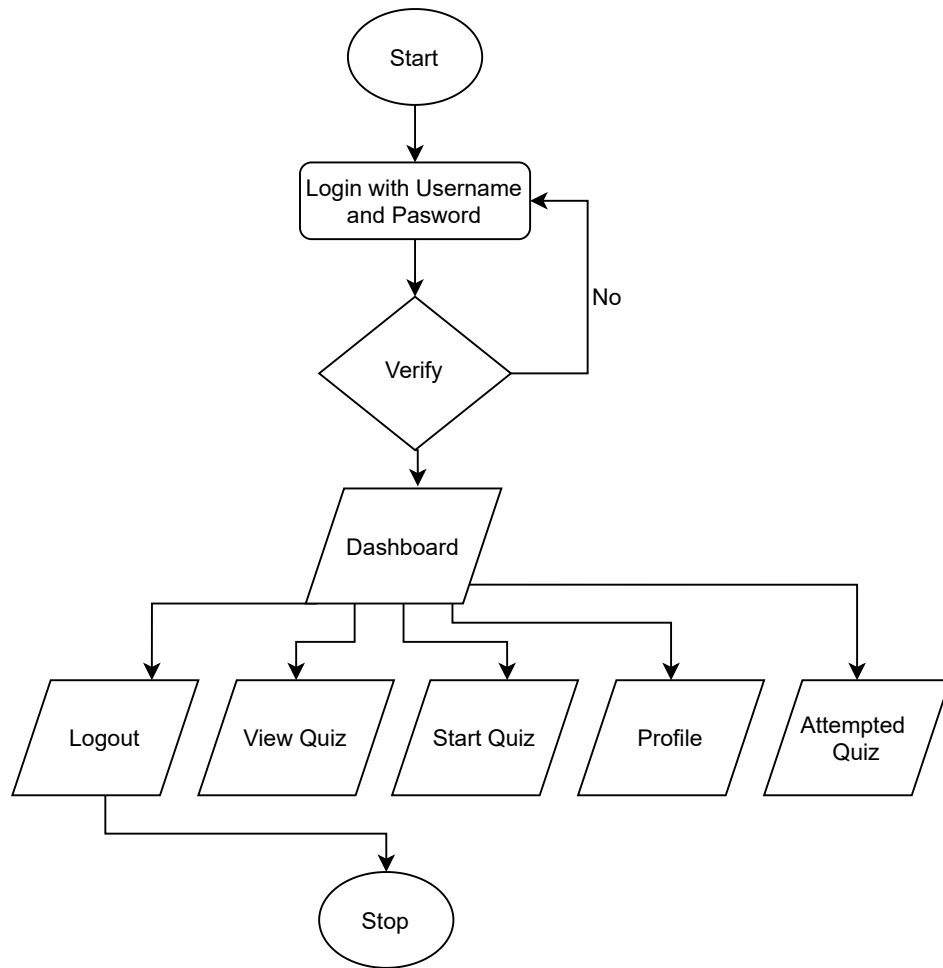 Start
Login with Username
and Pasword
No
Verify
Dashboard
Logout
View Quiz
Start Quiz
Profile
Attempted
Quiz
Stop